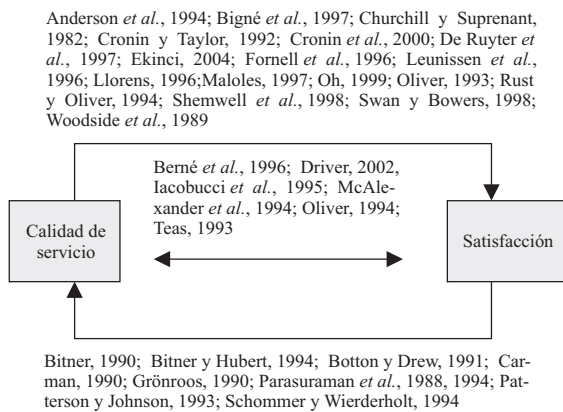 Anderson et al., 1994; Bigné et al., 1997; Churchill y Suprenant,
1982; Cronin y Taylor, 1992; Cronin et al., 2000; De Ruyter et
al., 1997; Ekinci, 2004; Fornell et al., 1996; Leunissen et al.,
1996; Llorens, 1996;Maloles, 1997; Oh, 1999; Oliver, 1993; Rust
y Oliver, 1994; Shemwell et al., 1998; Swan y Bowers, 1998;
Woodside et al., 1989
Berné et al., 1996; Driver, 2002,
Iacobucci et al., 1995; McAle-
xander et al., 1994; Oliver, 1994;
Teas, 1993
Calidad de
servicio
Satisfacción
Bitner, 1990; Bitner y Hubert, 1994; Botton y Drew, 1991; Car-
man, 1990; Grönroos, 1990; Parasuraman et al., 1988, 1994; Pat-
terson y Johnson, 1993; Schommer y Wierderholt, 1994